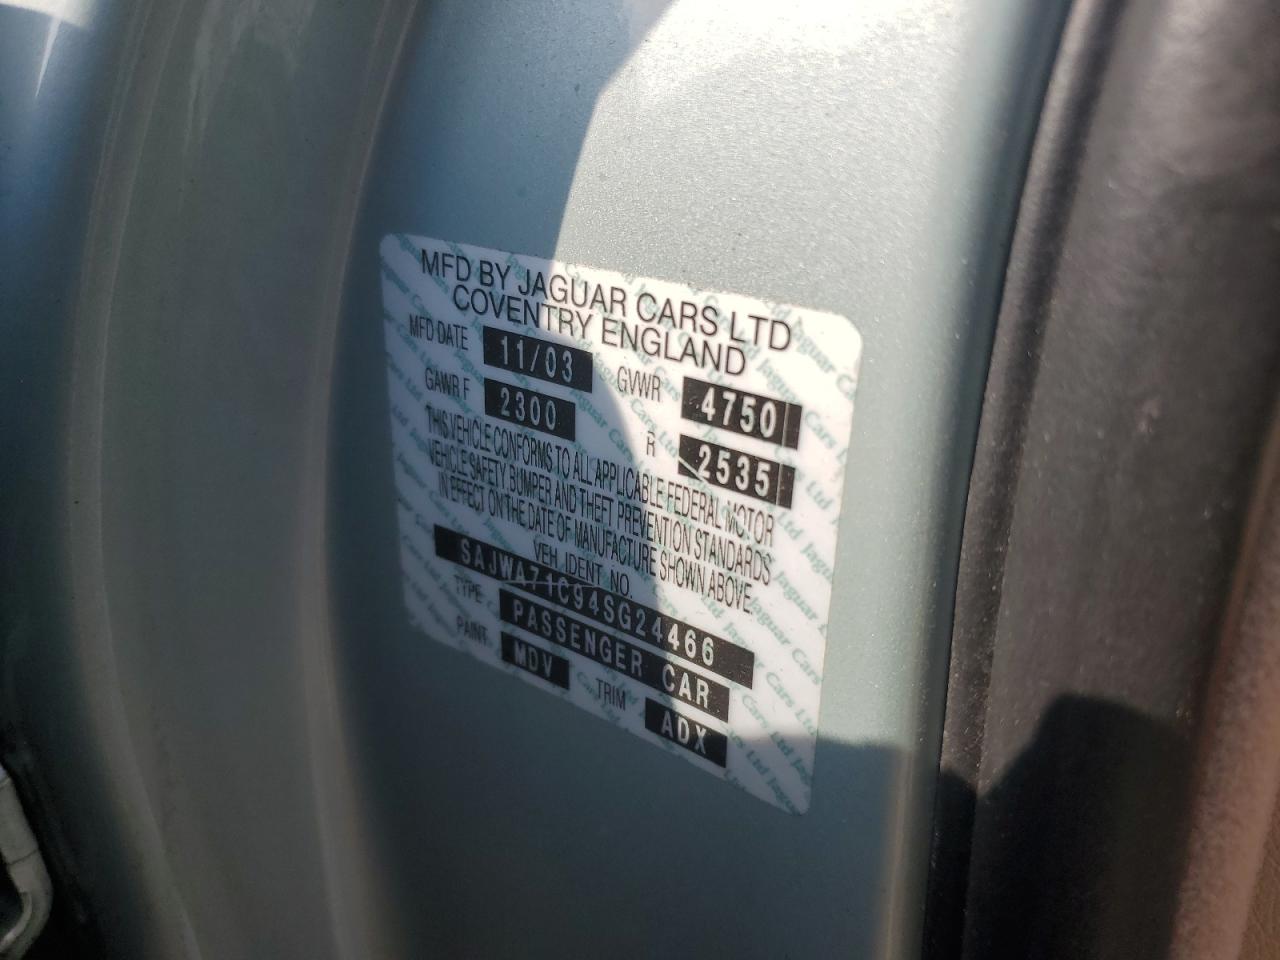 MFD BY JAGUAR CARS LTD
COVENTRY ENGLAND
MFD DATE 11/03 GVWR 4750
GAWR F 2300 R 2535
THIS VEHICLE CONFORMS TO ALL APPLICABLE FEDERAL MOTOR
VEHICLE SAFETY BUMPER AND THEFT PREVENTION STANDARDS
IN EFFECT ON THE DATE OF MANUFACTURE SHOWN ABOVE.
VEH. IDENT. NO.
SAJWA71C94SG24466
TYPE PASSENGER CAR
PAINT MDV TRIM ADX